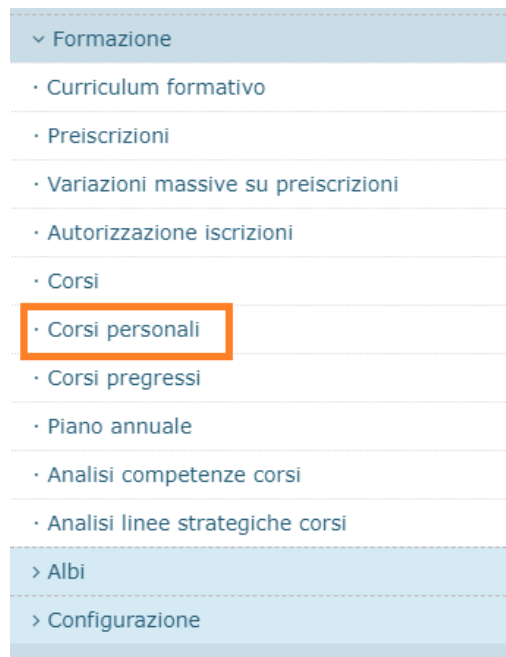 Formazione
· Curriculum formativo
· Preiscrizioni
· Variazioni massive su preiscrizioni
· Autorizzazione iscrizioni
· Corsi
· Corsi personali
· Corsi pregressi
· Piano annuale
· Analisi competenze corsi
· Analisi linee strategiche corsi
> Albi
> Configurazione